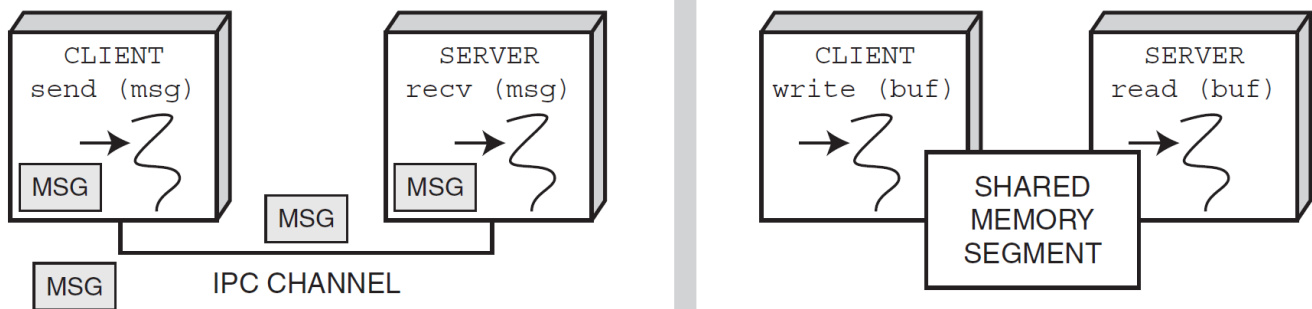 CLIENT
send (msg)
MSG
SERVER
recv (msg)
MSG
MSG
MSG
IPC CHANNEL
CLIENT
write (buf)
SERVER
read (buf)
SHARED
MEMORY
SEGMENT